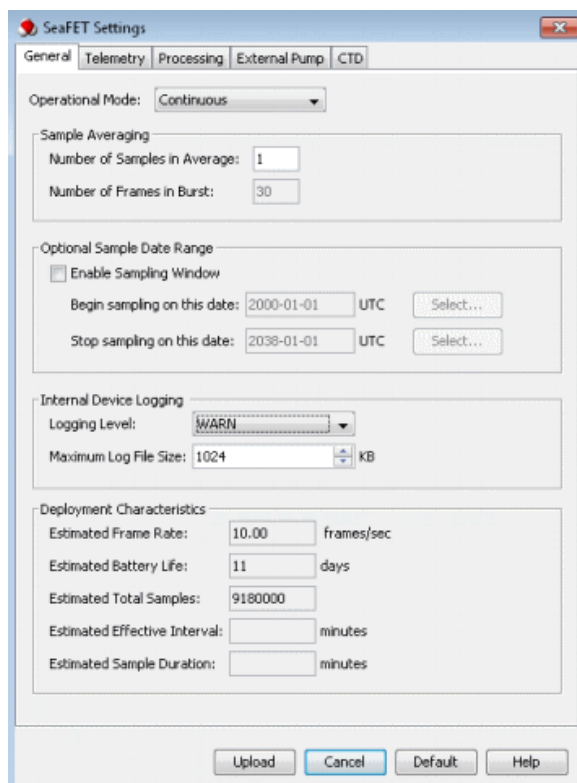 SeaFET Settings
General Telemetry Processing External Pump CTD
Operational Mode: Continuous
Sample Averaging
Number of Samples in Average: 1
Number of Frames in Burst: 30
Optional Sample Date Range
Enable Sampling Window
Begin sampling on this date: 2000-01-01 UTC Select...
Stop sampling on this date: 2038-01-01 UTC Select...
Internal Device Logging
Logging Level: WARN
Maximum Log File Size: 1024 KB
Deployment Characteristics
Estimated Frame Rate: 10.00 frames/sec
Estimated Battery Life: 11 days
Estimated Total Samples: 9180000
Estimated Effective Interval: minutes
Estimated Sample Duration: minutes
Upload Cancel Default Help